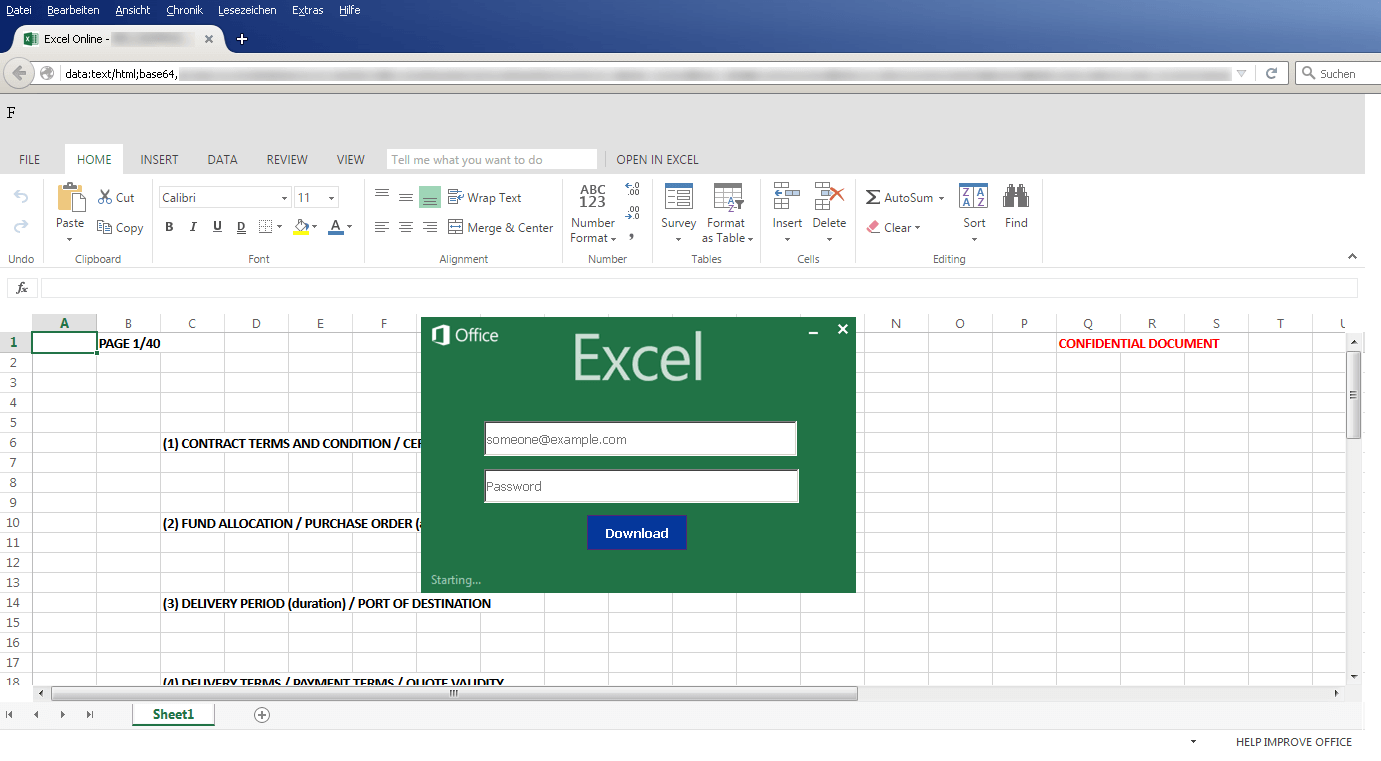 Datei Bearbeiten Ansicht Chronik Lesezeichen Extras Hilfe
Excel Online -
data:text/html;base64,
Suchen
F
FILE HOME INSERT DATA REVIEW VIEW Tell me what you want to do OPEN IN EXCEL
Cut
Calibri 11
Wrap Text
ABC
123
←.0
.00
.00
→.0
AutoSum
A Z
Z A
Paste
Copy
B I U D A
Merge & Center
Number
Format
,
Survey
Format
as Table
Insert
Delete
Clear
Sort
Find
Undo Clipboard Font Alignment Number Tables Cells Editing
fx
A B C D E F N O P Q R S T U
1 PAGE 1/40 CONFIDENTIAL DOCUMENT
2
3
4
5
6 (1) CONTRACT TERMS AND CONDITION / CER
7
8
9
10 (2) FUND ALLOCATION / PURCHASE ORDER (a
11
12
13
14 (3) DELIVERY PERIOD (duration) / PORT OF DESTINATION
15
16
17
18 (4) DELIVERY TERMS / PAYMENT TERMS / QUOTE VALIDITY
Office
Excel
someone@example.com
Password
Download
Starting...
Sheet1
HELP IMPROVE OFFICE